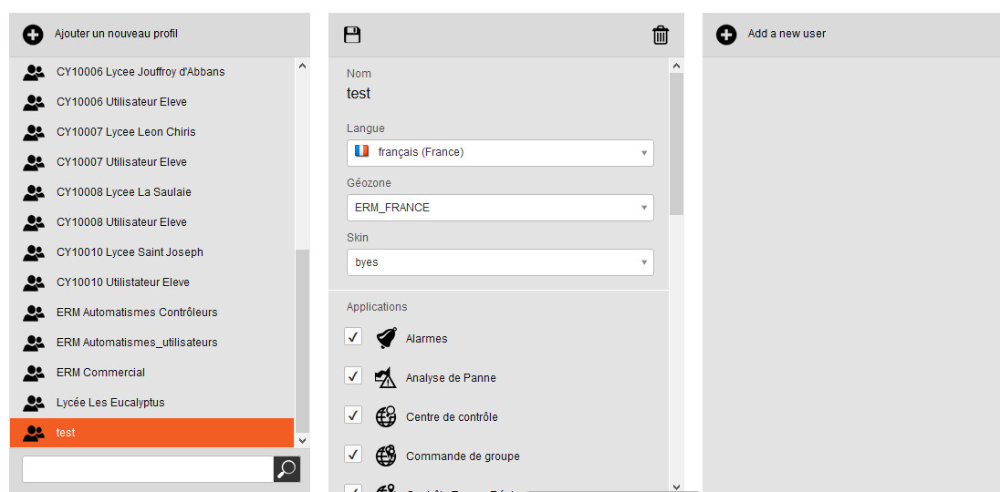 Ajouter un nouveau profil
CY10006 Lycee Jouffroy d'Abbans
CY10006 Utilisateur Eleve
CY10007 Lycee Leon Chiris
CY10007 Utilisateur Eleve
CY10008 Lycee La Saulaie
CY10008 Utilisateur Eleve
CY10010 Lycee Saint Joseph
CY10010 Utilistateur Eleve
ERM Automatismes Contrôleurs
ERM Automatismes_utilisateurs
ERM Commercial
Lycée Les Eucalyptus
test
Nom
test
Langue
français (France)
Géozone
ERM_FRANCE
Skin
byes
Applications
Alarmes
Analyse de Panne
Centre de contrôle
Commande de groupe
Add a new user